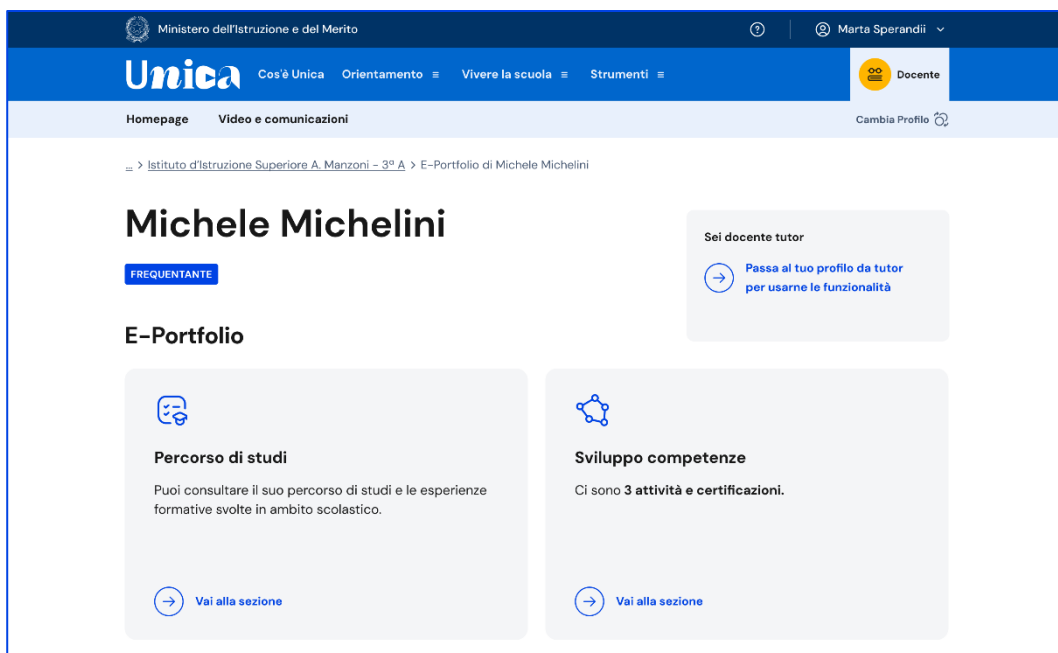 Ministero dell'Istruzione e del Merito
Marta Sperandii
Unica
Cos'è Unica Orientamento Vivere la scuola Strumenti
Docente
Homepage Video e comunicazioni
Cambia Profilo
... > Istituto d'Istruzione Superiore A. Manzoni - 3ª A > E-Portfolio di Michele Michelini
Michele Michelini
FREQUENTANTE
Sei docente tutor
Passa al tuo profilo da tutor
per usarne le funzionalità
E-Portfolio
Percorso di studi
Puoi consultare il suo percorso di studi e le esperienze
formative svolte in ambito scolastico.
Vai alla sezione
Sviluppo competenze
Ci sono 3 attività e certificazioni.
Vai alla sezione